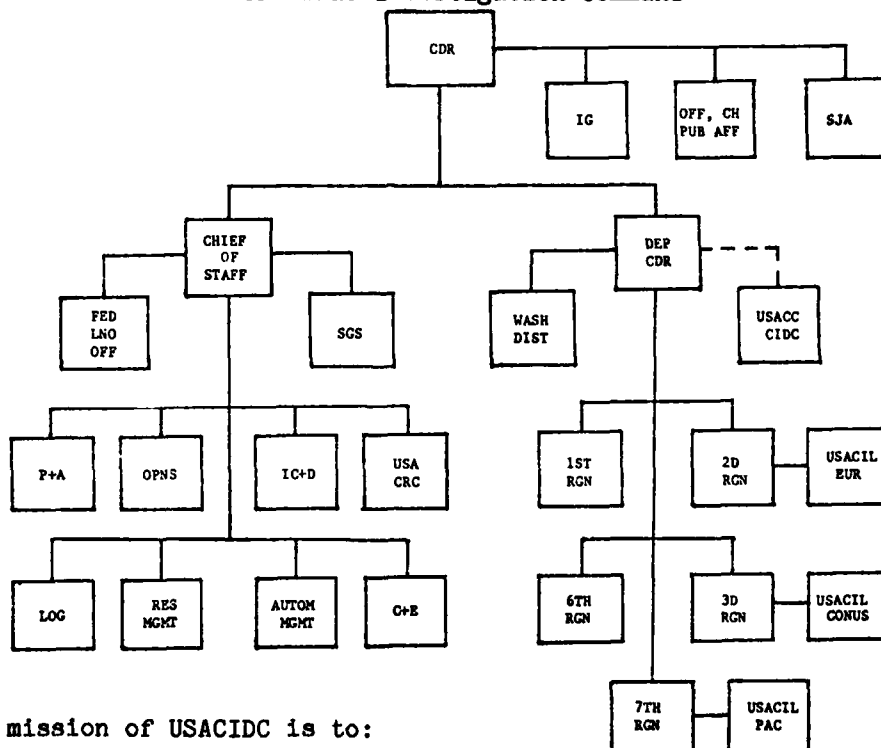 CDR
IG
OFF, CH
PUB AFF
SJA
CHIEF
OF
STAFF
DEP
CDR
FED
LNO
OFF
SGS
WASH
DIST
USACC
CIDC
P+A
OPNS
IC+D
USA
CRC
1ST
RGN
2D
RGN
USACIL
EUR
LOG
RES
MGMT
AUTOM
MGMT
C+E
6TH
RGN
3D
RGN
USACIL
CONUS
7TH
RGN
USACIL
PAC
mission of USACIDC is to: